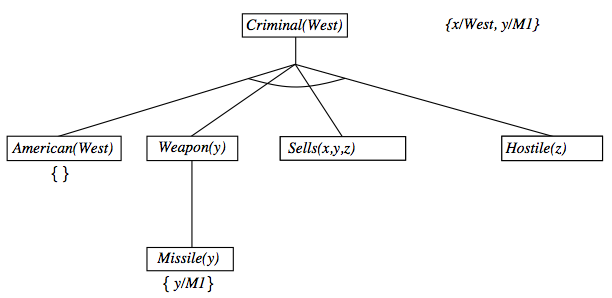 Criminal(West)
{x/West, y/M1}
American(West)
Weapon(y)
Sells(x,y,z)
Hostile(z)
{ }
Missile(y)
{ y/M1}